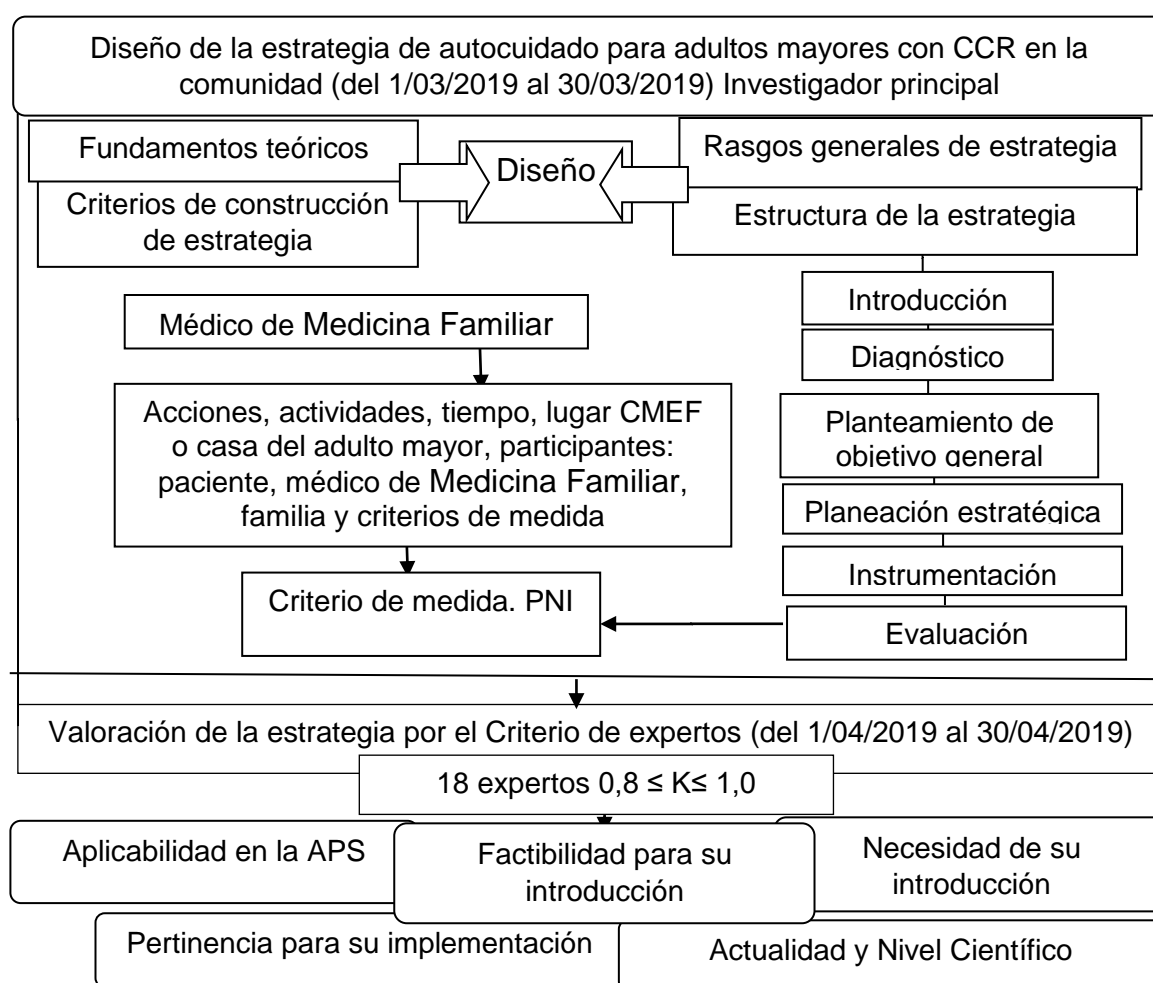 Diseño de la estrategia de autocuidado para adultos mayores con CCR en la
comunidad (del 1/03/2019 al 30/03/2019) Investigador principal
Fundamentos teóricos
Criterios de construcción
de estrategia
Diseño
Rasgos generales de estrategia
Estructura de la estrategia
Introducción
Diagnóstico
Planteamiento de
objetivo general
Planeación estratégica
Instrumentación
Evaluación
Médico de Medicina Familiar
Acciones, actividades, tiempo, lugar CMEF
o casa del adulto mayor, participantes:
paciente, médico de Medicina Familiar,
familia y criterios de medida
Criterio de medida. PNI
Valoración de la estrategia por el Criterio de expertos (del 1/04/2019 al 30/04/2019)
18 expertos 0,8 ≤ K≤ 1,0
Aplicabilidad en la APS
Factibilidad para su
introducción
Necesidad de su
introducción
Pertinencia para su implementación
Actualidad y Nivel Científico